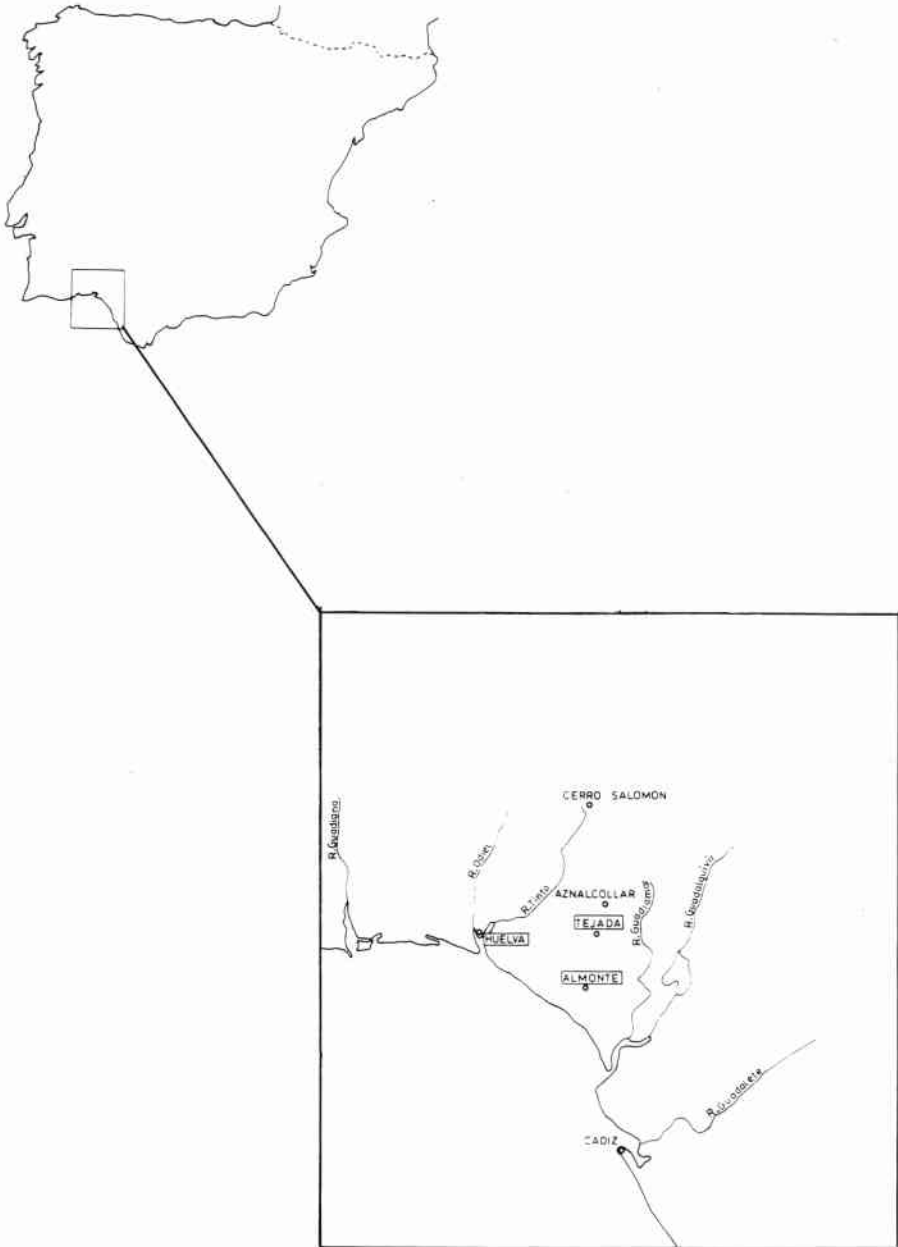 CERRO SALOMON
R. Guadiana
R. Odiel
R. Tinto
AZNALCOLLAR
R. Guadiamar
R. Guadalquivir
TEJADA
HUELVA
ALMONTE
R. Guadalete
CADIZ